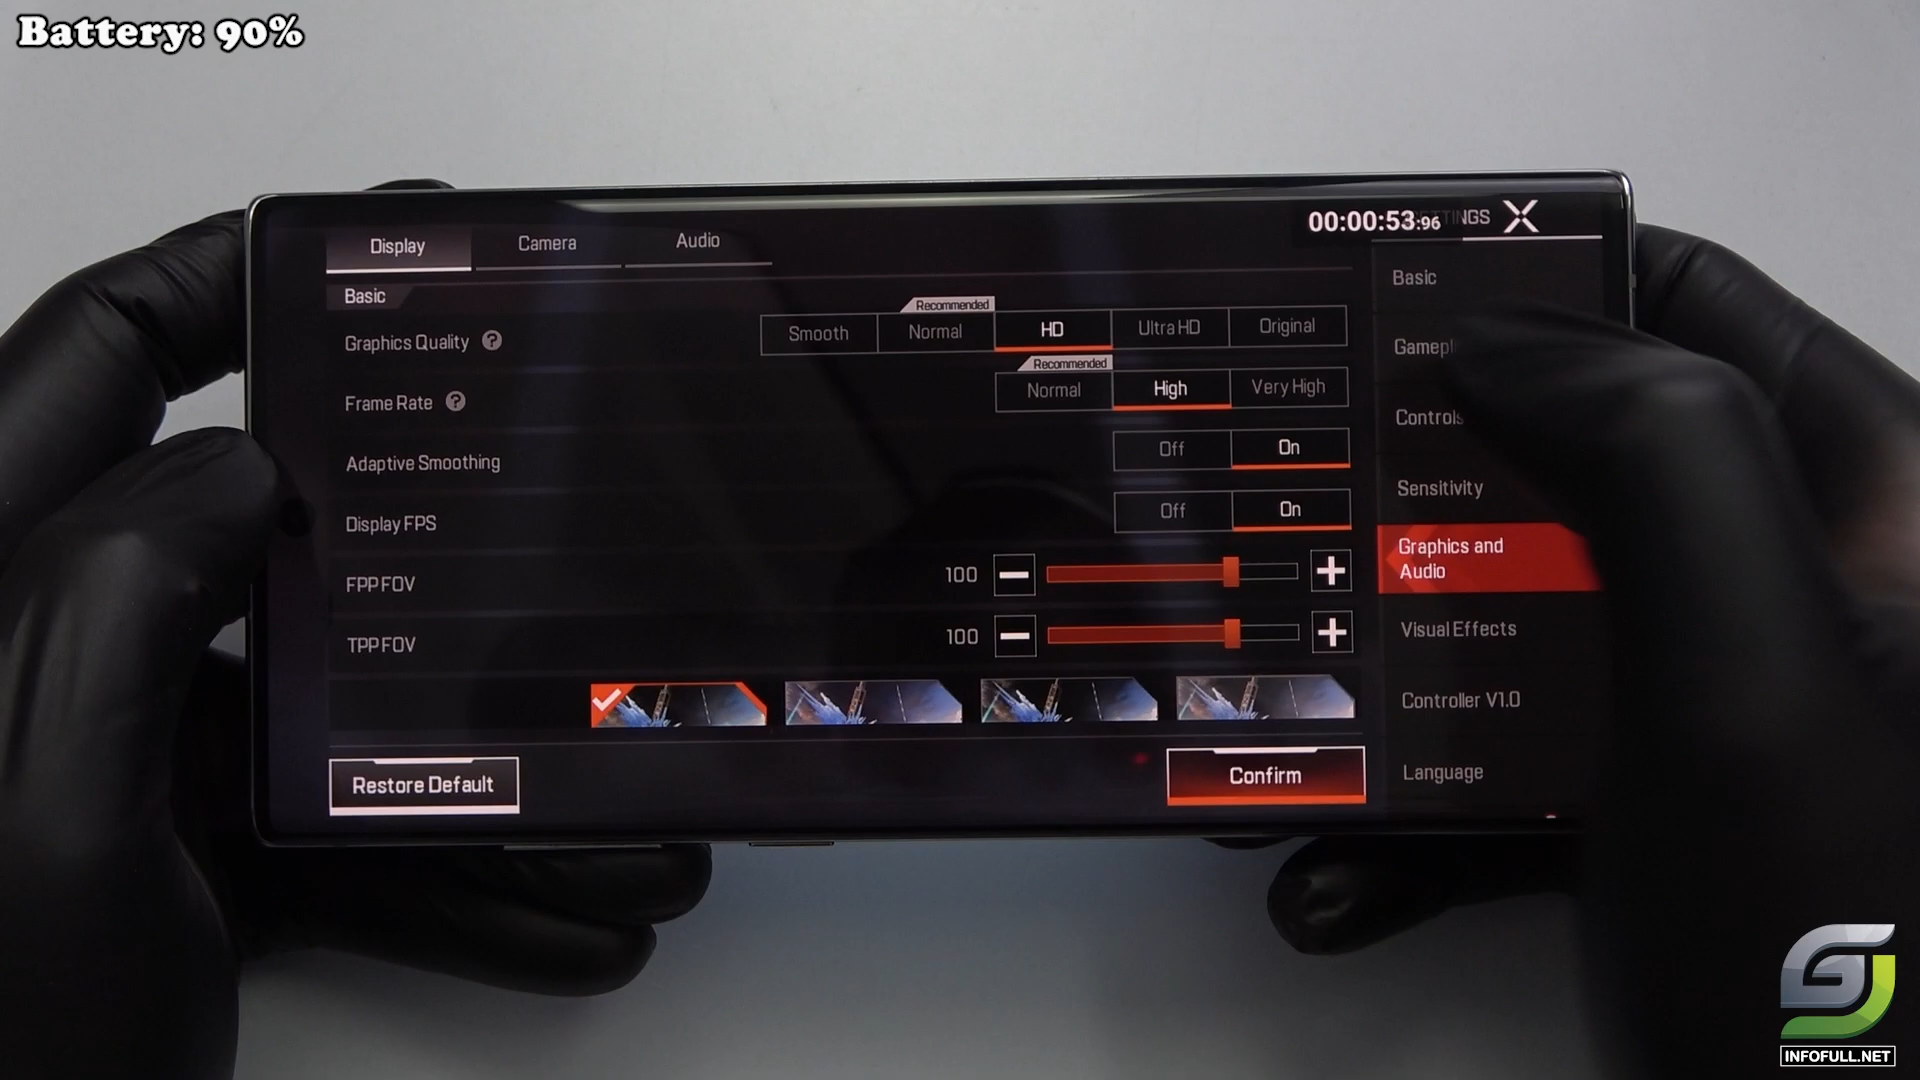 Battery: 90%
00:00:53:96
TINGS
Display
Camera
Audio
Basic
Recommended
Graphics Quality ?
Smooth
Normal
HD
Ultra HD
Original
Recommended
Frame Rate ?
Normal
High
Very High
Adaptive Smoothing
Off
On
Display FPS
Off
On
FPP FOV
100
TPP FOV
100
Restore Default
Confirm
Basic
Gamepl
Controls
Sensitivity
Graphics and
Audio
Visual Effects
Controller V1.0
Language
INFOFULL.NET